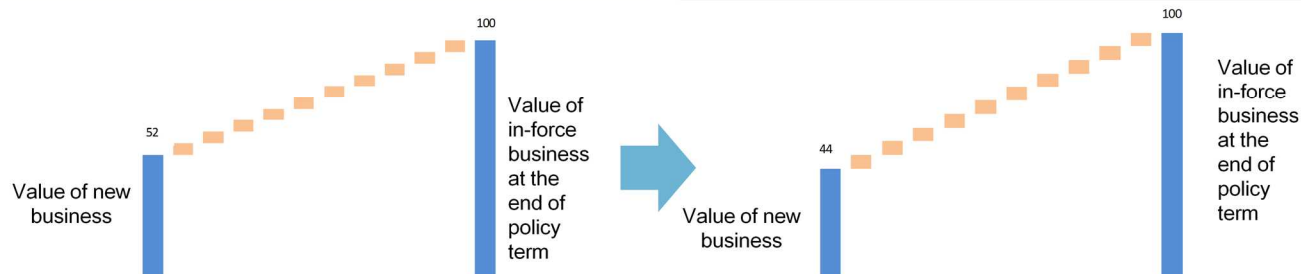 100
52
Value of new
business
Value of
in-force
business
at the
end of
policy
term
100
44
Value of new
business
Value of
in-force
business
at the
end of
policy
term